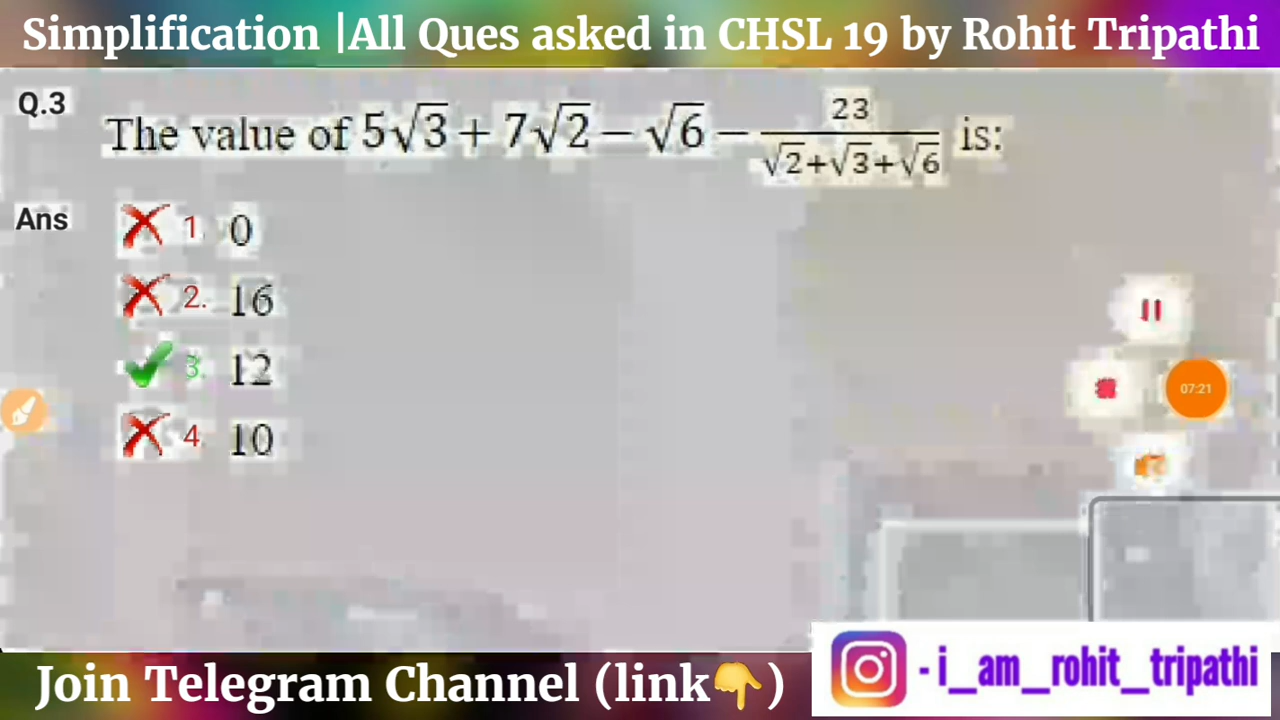 Simplification |All Ques asked in CHSL 19 by Rohit Tripathi
Q.3 The value of 5√3 + 7√2 − √6 − 23/(√2+√3+√6) is:
Ans 1. 0
2. 16
3. 12
4. 10
07:21
Join Telegram Channel (link👇)
- i_am_rohit_tripathi